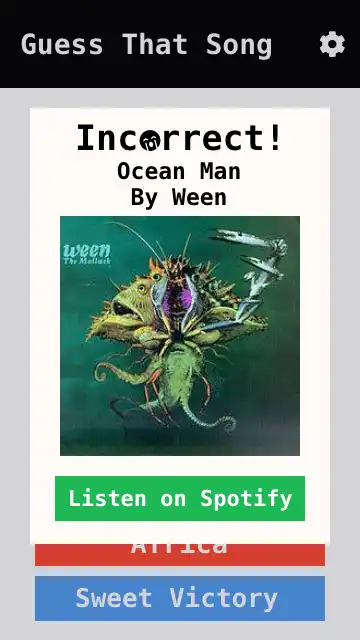 Guess That Song
Incorrect!
Ocean Man
By Ween
ween
The Mollusk
Listen on Spotify
Africa
Sweet Victory